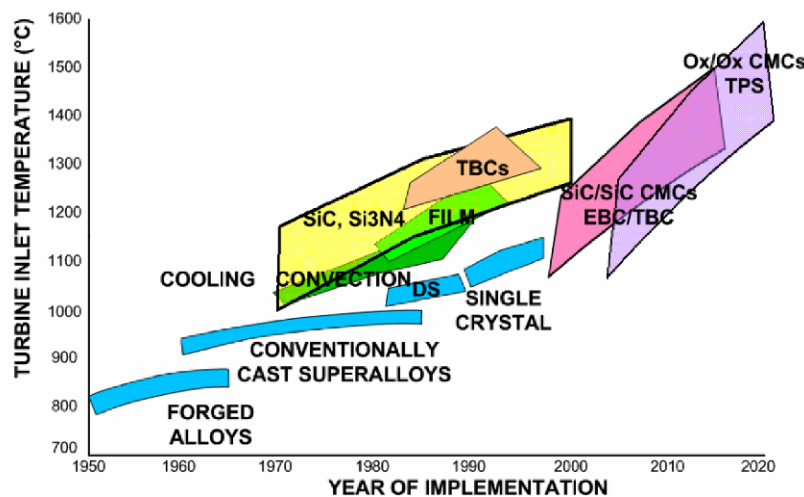 1600
1500
1400
1300
1200
1100
1000
900
800
700
TURBINE INLET TEMPERATURE (°C)
Ox/Ox CMCs
TPS
TBCs
SiC/SiC CMCs
EBC/TBC
SiC, Si3N4
FILM
COOLING CONVECTION
DS
SINGLE
CRYSTAL
CONVENTIONALLY
CAST SUPERALLOYS
FORGED
ALLOYS
1950 1960 1970 1980 1990 2000 2010 2020
YEAR OF IMPLEMENTATION